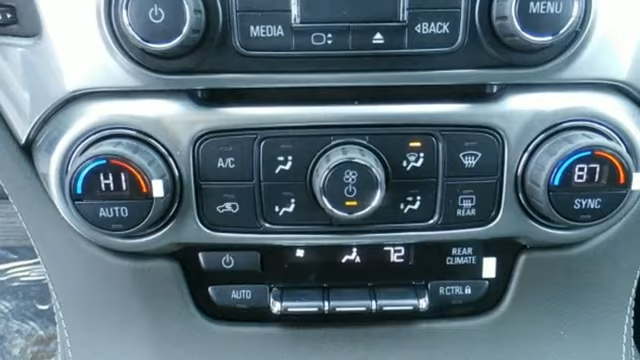 MENU
MEDIA
◁BACK
A/C
HI
AUTO
87
SYNC
REAR
A
72
REAR
CLIMATE
AUTO
R CTRL